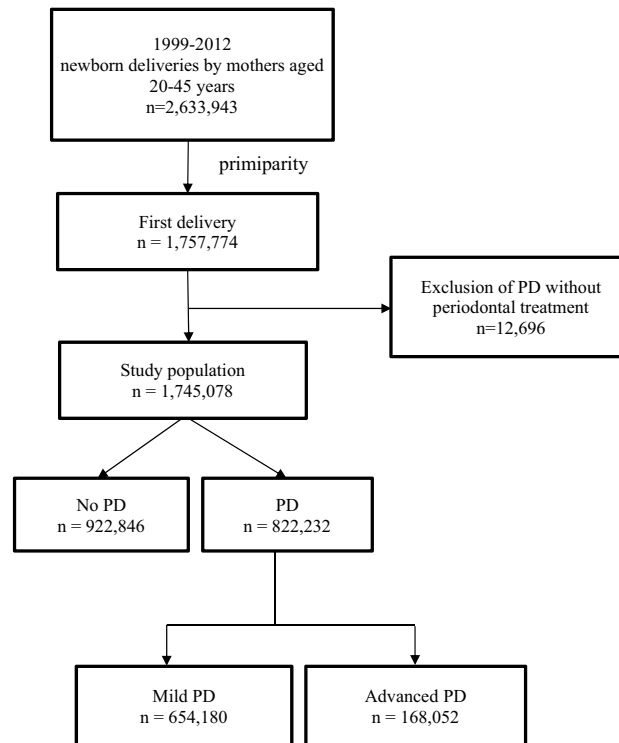 1999-2012
newborn deliveries by mothers aged
20-45 years
n=2,633,943
primiparity
First delivery
n = 1,757,774
Exclusion of PD without
periodontal treatment
n=12,696
Study population
n = 1,745,078
No PD
n = 922,846
PD
n = 822,232
Mild PD
n = 654,180
Advanced PD
n = 168,052